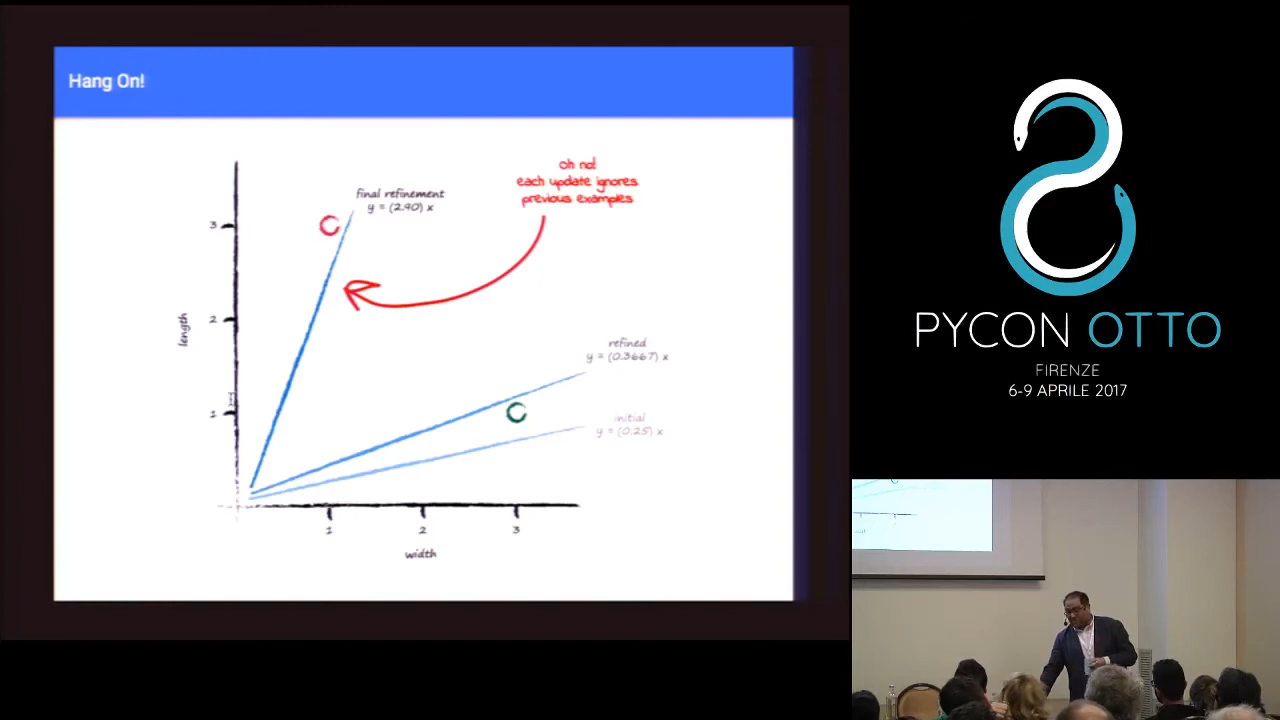 Hang On!
oh no!
each update ignores
previous examples
final refinement
y = (2.90) x
3
2
1
length
refined
y = (0.3667) x
initial
y = (0.25) x
1
2
3
width
PYCON OTTO
FIRENZE
6-9 APRILE 2017